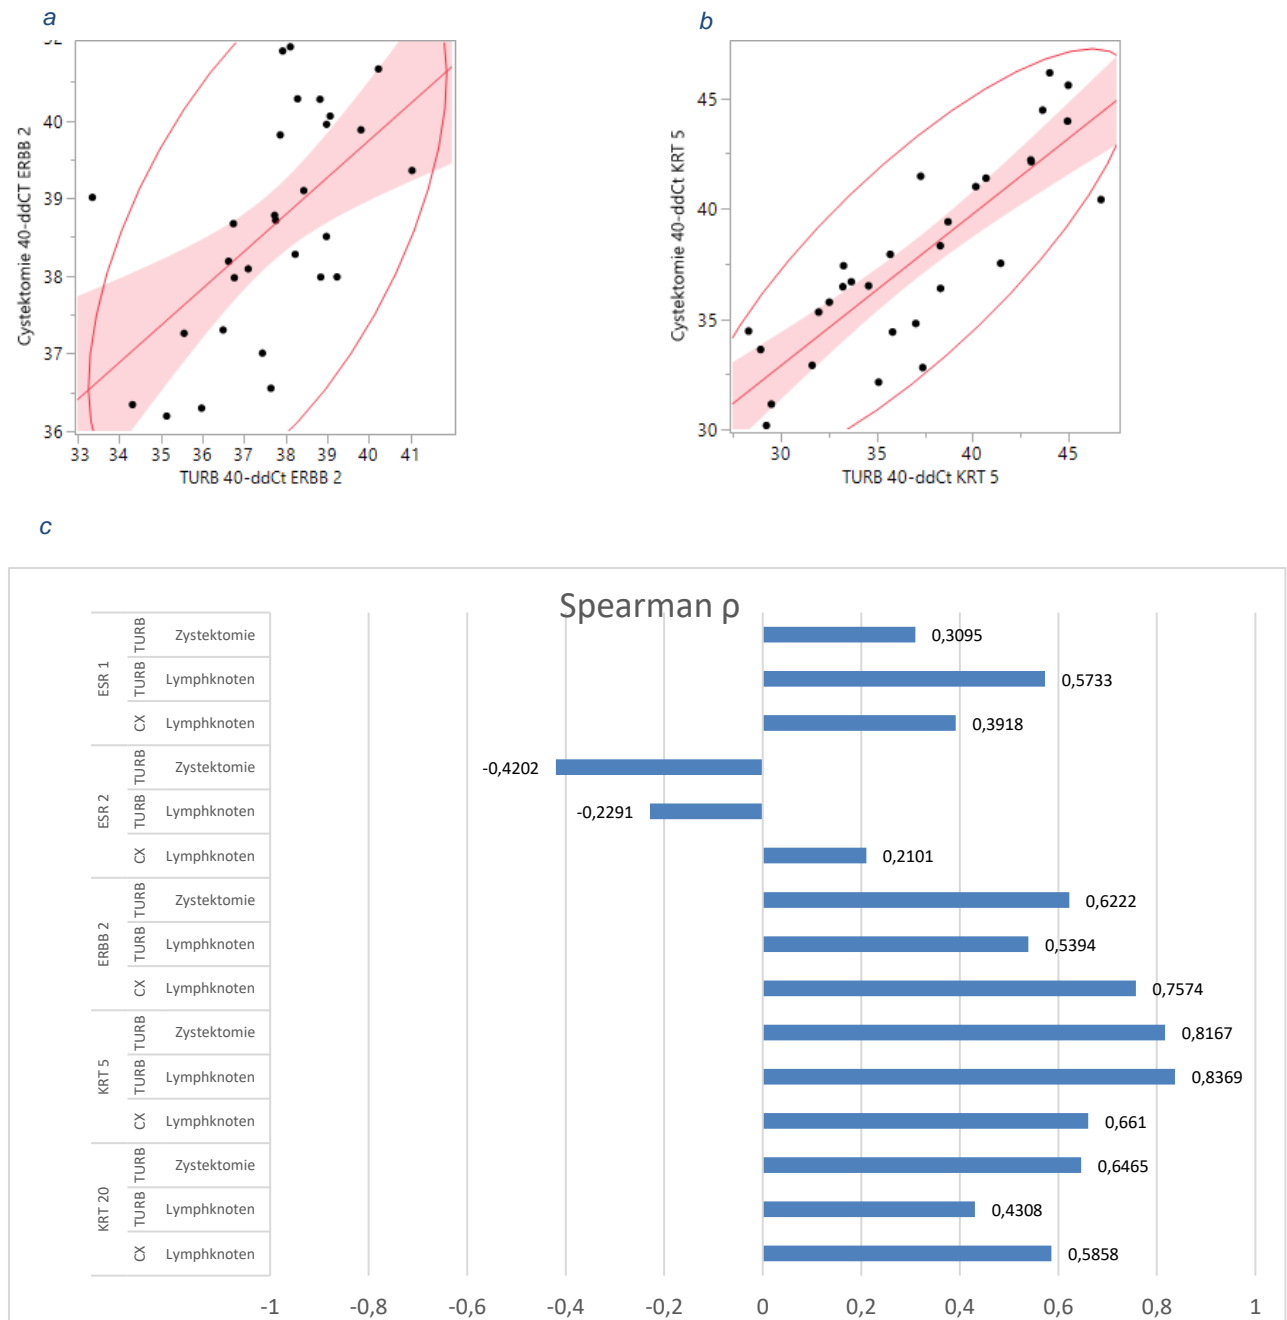 a
b
Cystektomie 40-ddCT ERBB 2
40
39
38
37
36
33 34 35 36 37 38 39 40 41
TURB 40-ddCt ERBB 2
Cystektomie 40-ddCt KRT 5
45
40
35
30
30 35 40 45
TURB 40-ddCt KRT 5
c
Spearman ρ
ESR 1
TURB Zystektomie 0,3095
TURB Lymphknoten 0,5733
CX Lymphknoten 0,3918
ESR 2
TURB Zystektomie -0,4202
TURB Lymphknoten -0,2291
CX Lymphknoten 0,2101
ERBB 2
TURB Zystektomie 0,6222
TURB Lymphknoten 0,5394
CX Lymphknoten 0,7574
KRT 5
TURB Zystektomie 0,8167
TURB Lymphknoten 0,8369
CX Lymphknoten 0,661
KRT 20
TURB Zystektomie 0,6465
TURB Lymphknoten 0,4308
CX Lymphknoten 0,5858
-1 -0,8 -0,6 -0,4 -0,2 0 0,2 0,4 0,6 0,8 1